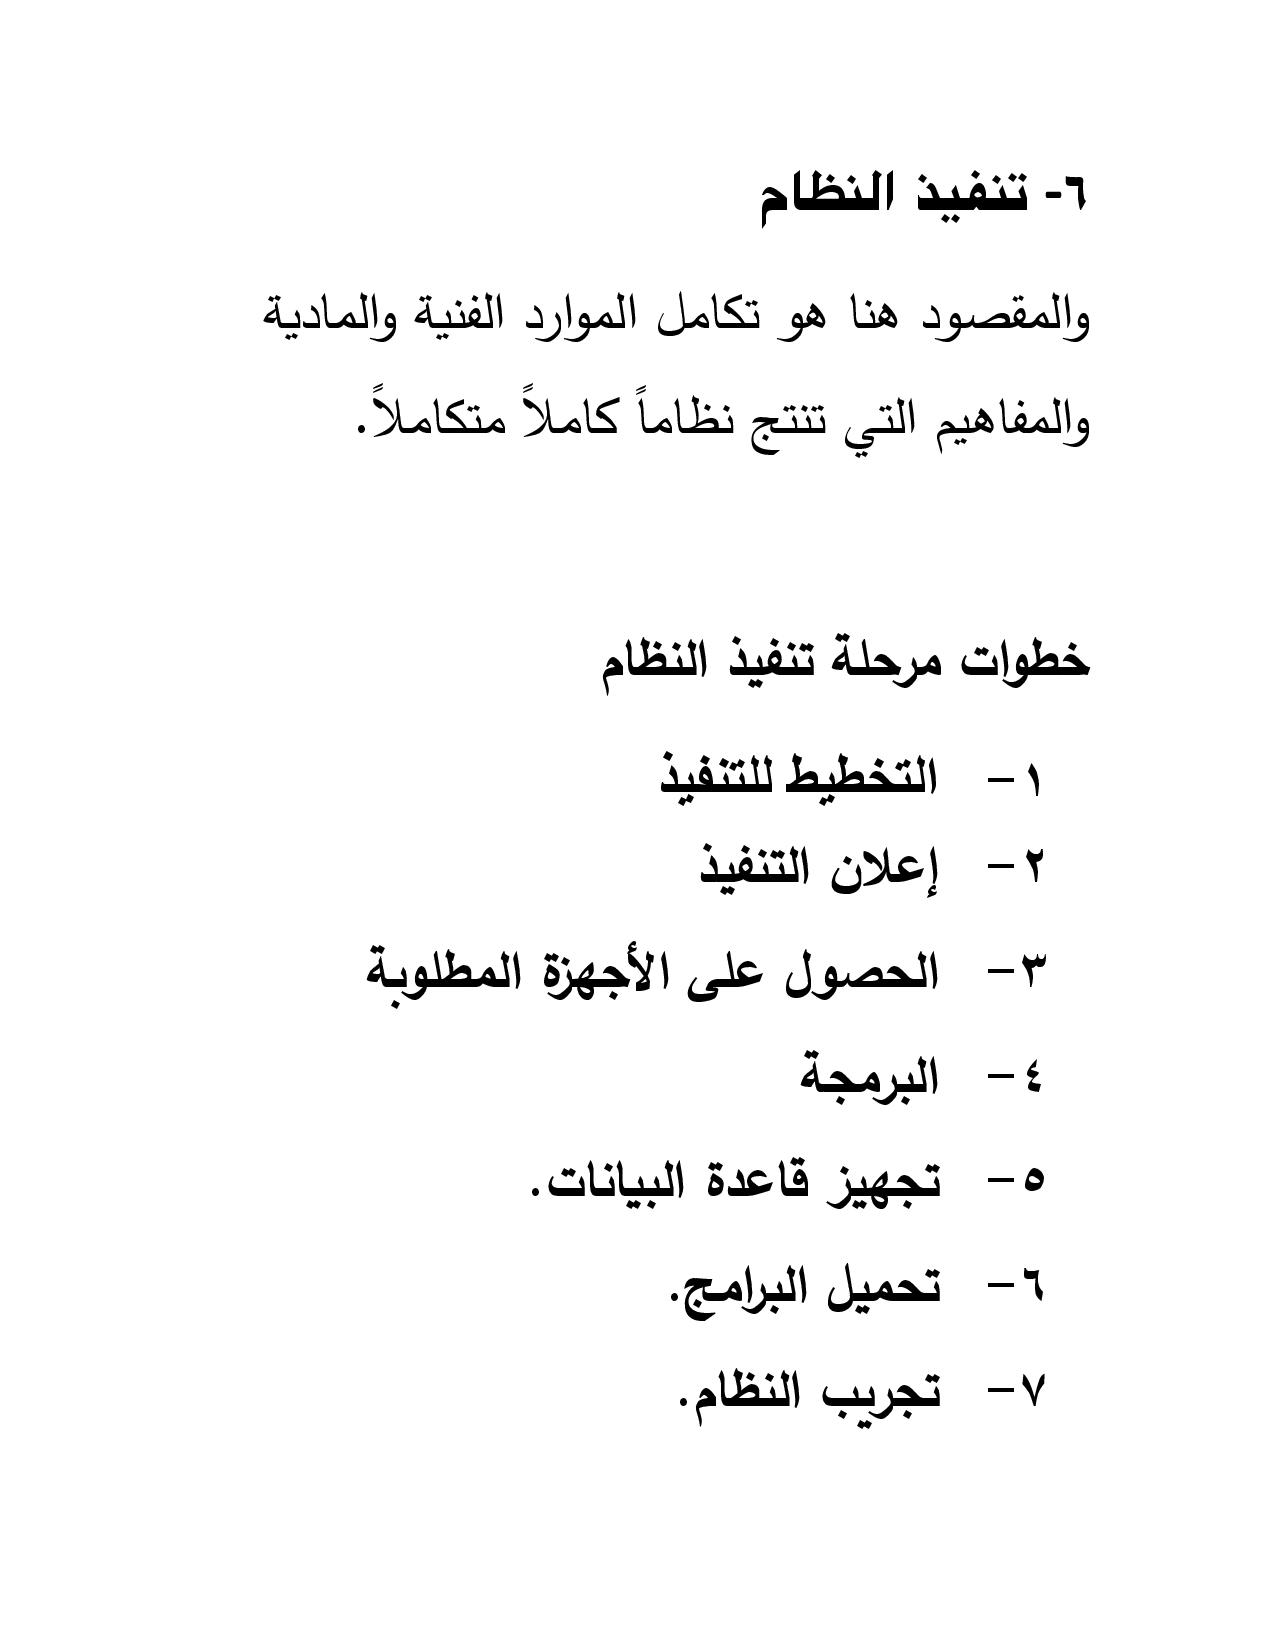 ٦- تنفيذ النظام
والمقصود هنا هو تكامل الموارد الفنية والمادية
والمفاهيم التي تنتج نظاماً كاملاً متكاملاً.
خطوات مرحلة تنفيذ النظام
١- التخطيط للتنفيذ
٢- إعلان التنفيذ
٣- الحصول على الأجهزة المطلوبة
٤- البرمجة
٥- تجهيز قاعدة البيانات.
٦- تحميل البرامج.
٧- تجريب النظام.